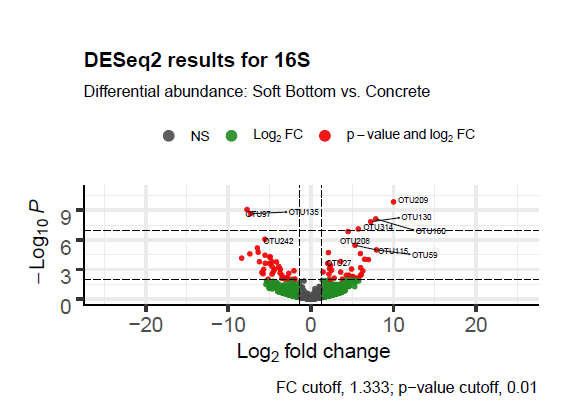 DESeq2 results for 16S
Differential abundance: Soft Bottom vs. Concrete
NS Log2 FC p − value and log2 FC
−Log10 P
9
6
3
0
OTU209
OTU97 OTU135
OTU130
OTU314
OTU160
OTU242
OTU208
OTU115
OTU59
OTU27
−20 −10 0 10 20
Log2 fold change
FC cutoff, 1.333; p−value cutoff, 0.01